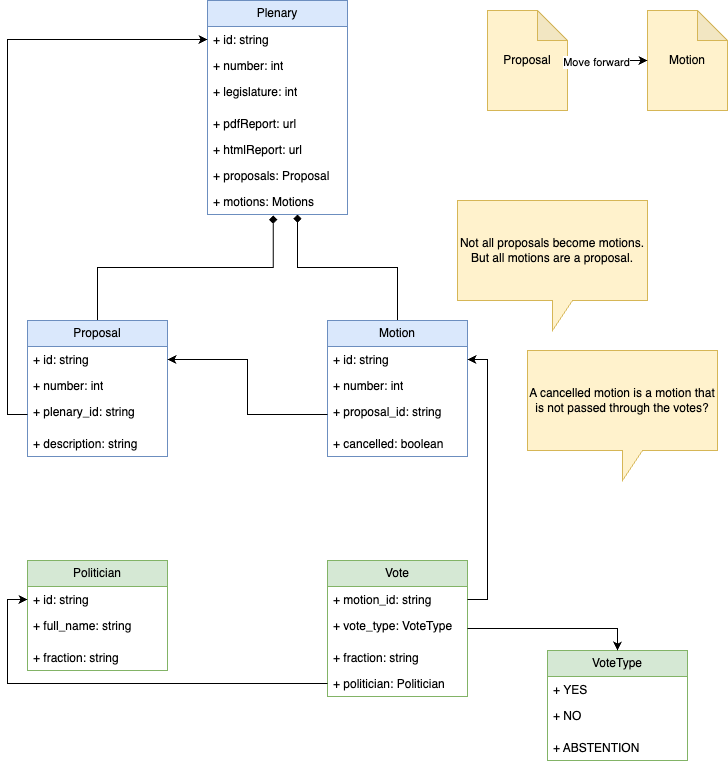 Plenary
+ id: string
+ number: int
+ legislature: int
+ pdfReport: url
+ htmlReport: url
+ proposals: Proposal
+ motions: Motions
Proposal
Move forward
Motion
Not all proposals become motions.
But all motions are a proposal.
Proposal
+ id: string
+ number: int
+ plenary_id: string
+ description: string
Motion
+ id: string
+ number: int
+ proposal_id: string
+ cancelled: boolean
A cancelled motion is a motion that
is not passed through the votes?
Politician
+ id: string
+ full_name: string
+ fraction: string
Vote
+ motion_id: string
+ vote_type: VoteType
+ fraction: string
+ politician: Politician
VoteType
+ YES
+ NO
+ ABSTENTION